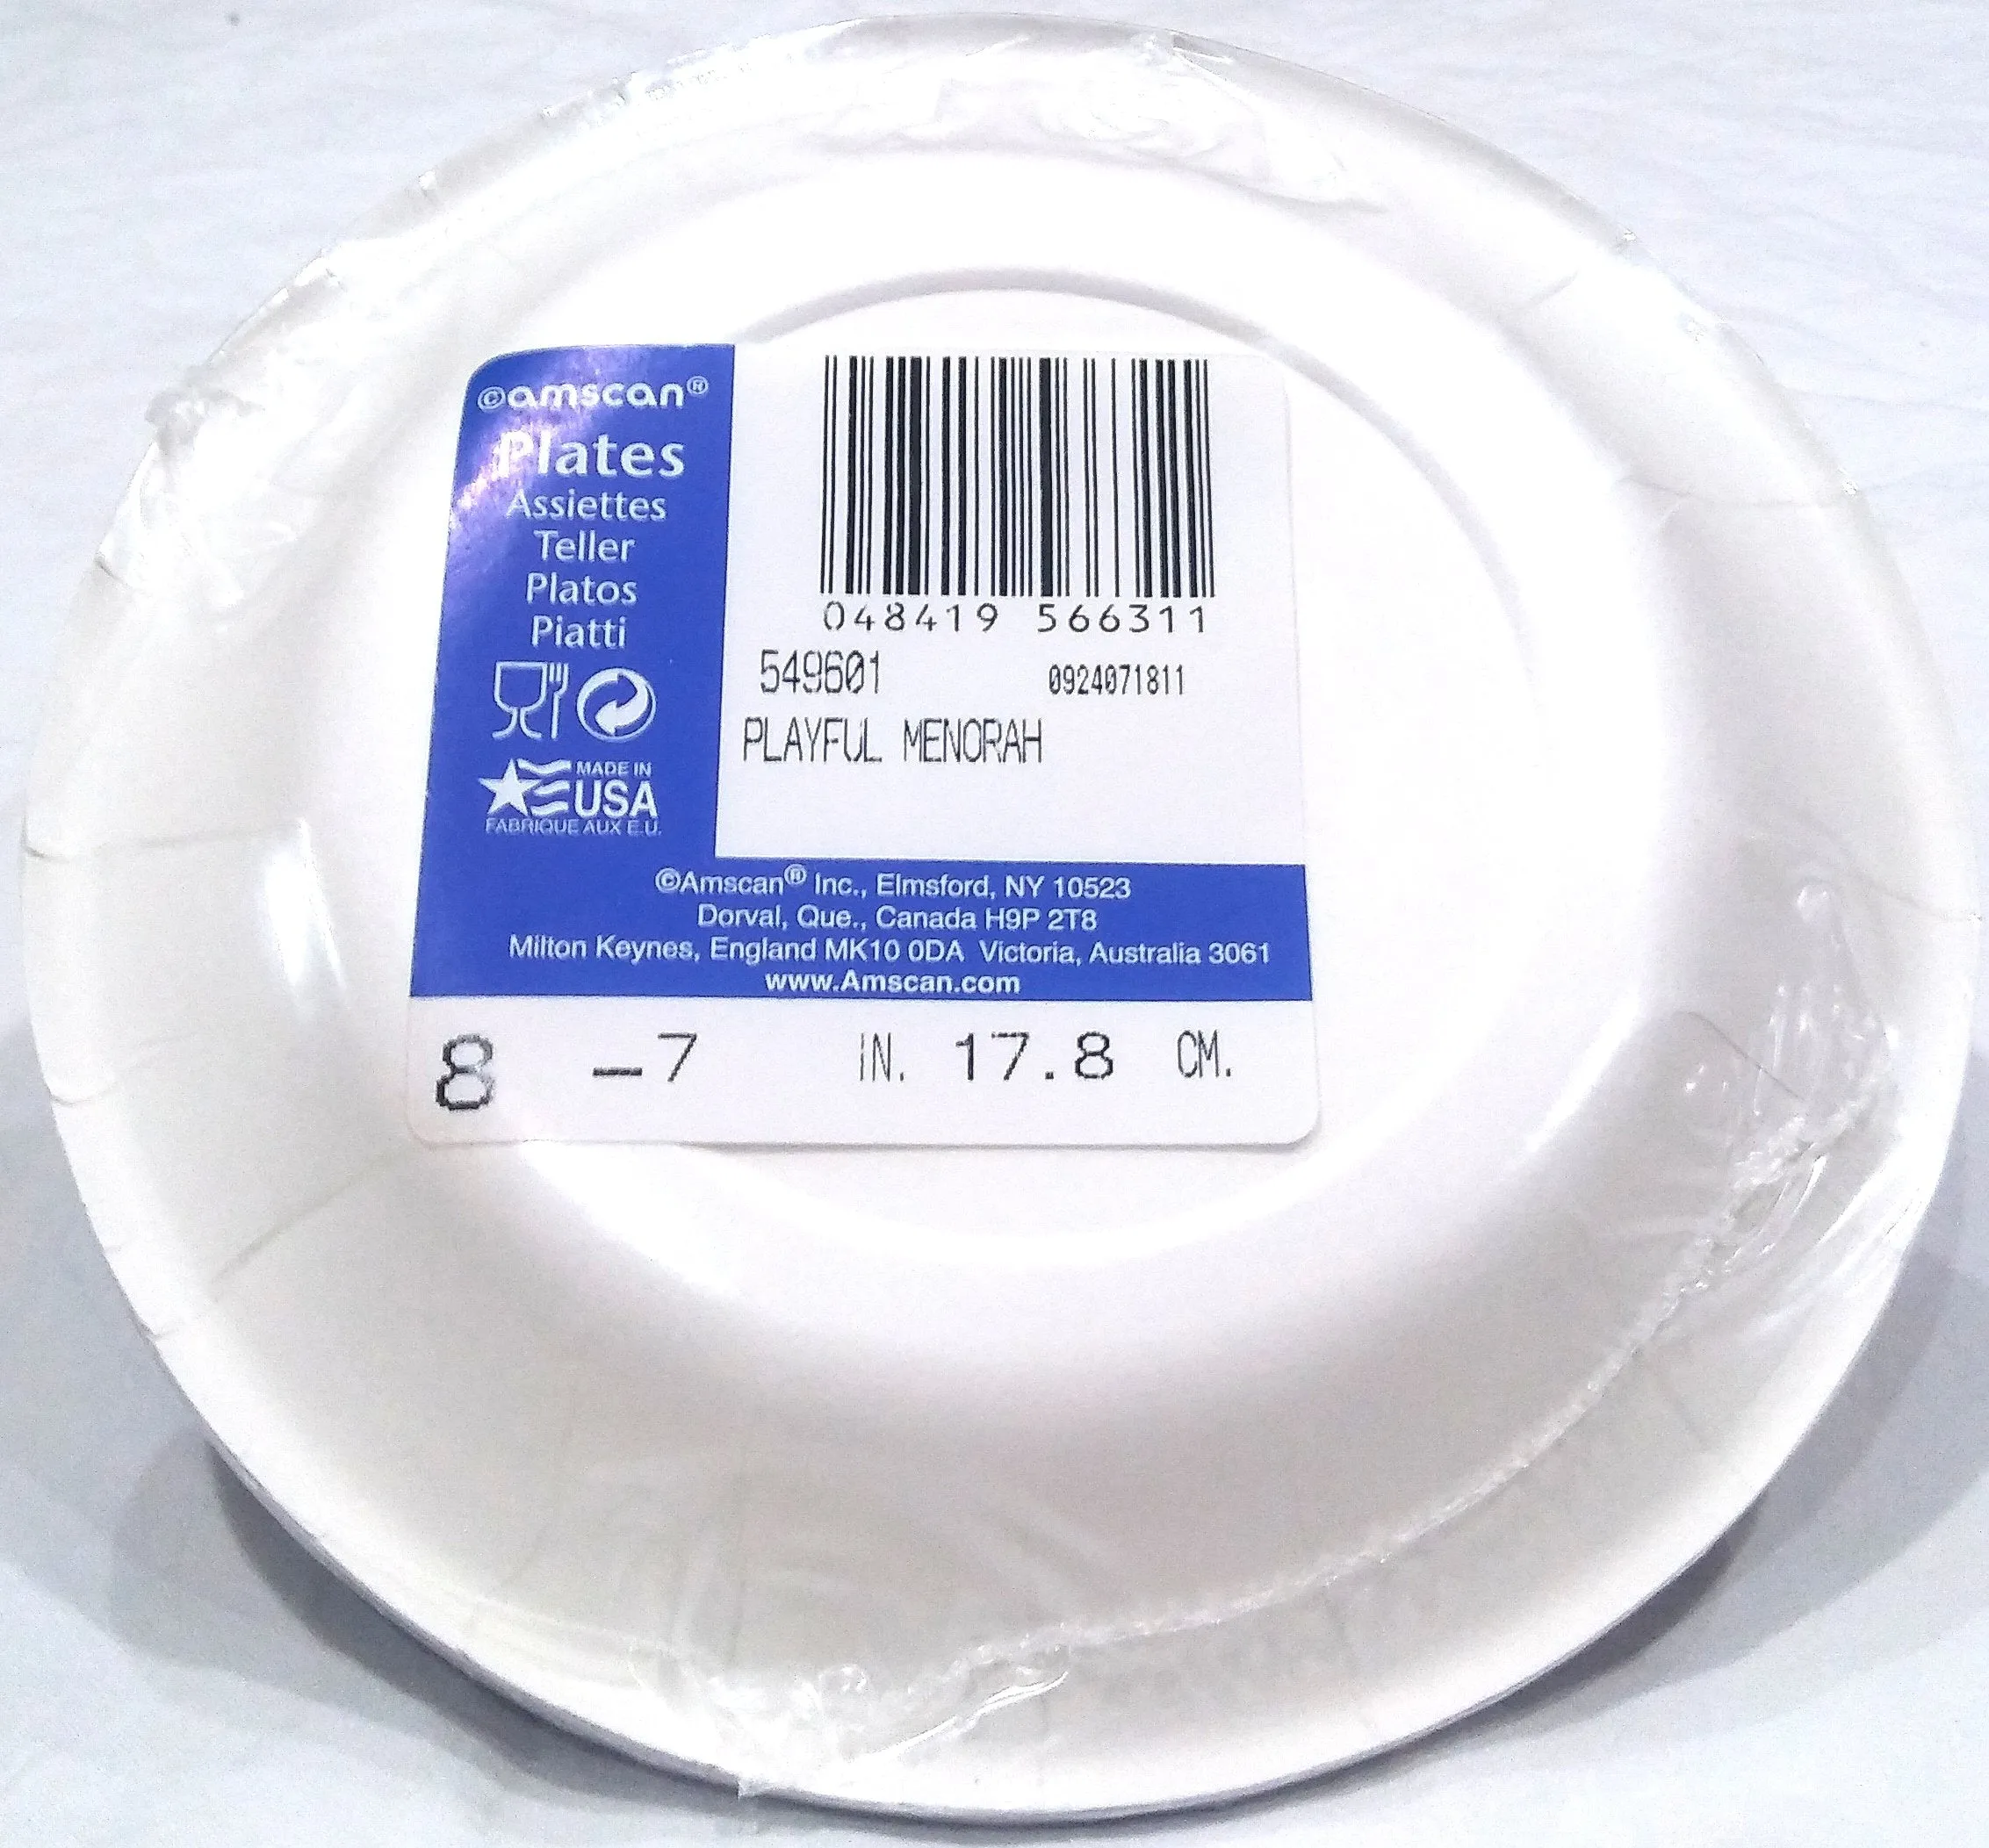 ©amscan®
Plates
Assiettes
Teller
Platos
Piatti
MADE IN
USA
FABRIQUE AUX E.U.
048419 566311
549601 0924071811
PLAYFUL MENORAH
©Amscan® Inc., Elmsford, NY 10523
Dorval, Que., Canada H9P 2T8
Milton Keynes, England MK10 0DA Victoria, Australia 3061
www.Amscan.com
8 -7 IN. 17.8 CM.